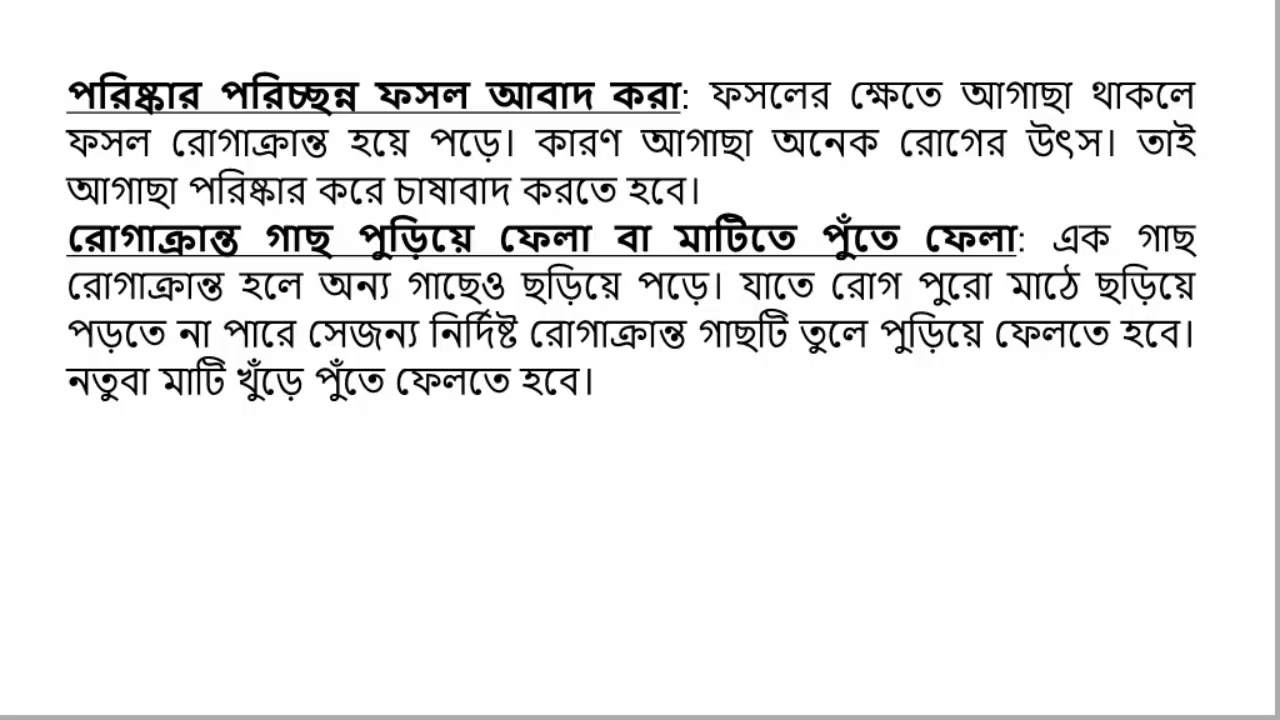 পরিষ্কার পরিচ্ছন্ন ফসল আবাদ করা: ফসলের ক্ষেতে আগাছা থাকলে
ফসল রোগাক্রান্ত হয়ে পড়ে। কারণ আগাছা অনেক রোগের উৎস। তাই
আগাছা পরিষ্কার করে চাষাবাদ করতে হবে।
রোগাক্রান্ত গাছ পুড়িয়ে ফেলা বা মাটিতে পুঁতে ফেলা: এক গাছ
রোগাক্রান্ত হলে অন্য গাছেও ছড়িয়ে পড়ে। যাতে রোগ পুরো মাঠে ছড়িয়ে
পড়তে না পারে সেজন্য নির্দিষ্ট রোগাক্রান্ত গাছটি তুলে পুড়িয়ে ফেলতে হবে।
নতুবা মাটি খুঁড়ে পুঁতে ফেলতে হবে।